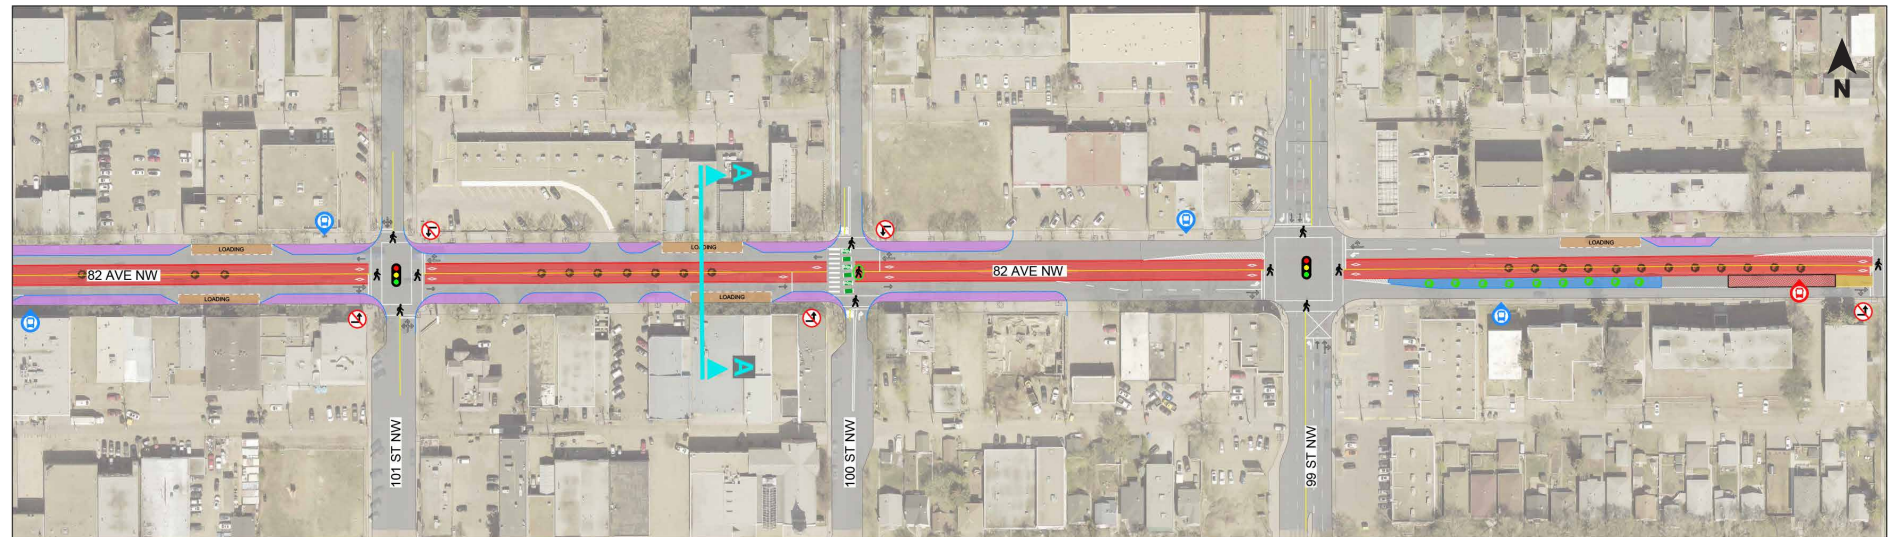 N
A
LOADING
LOADING
LOADING
82 AVE NW
82 AVE NW
LOADING
LOADING
A
101 ST NW
100 ST NW
99 ST NW